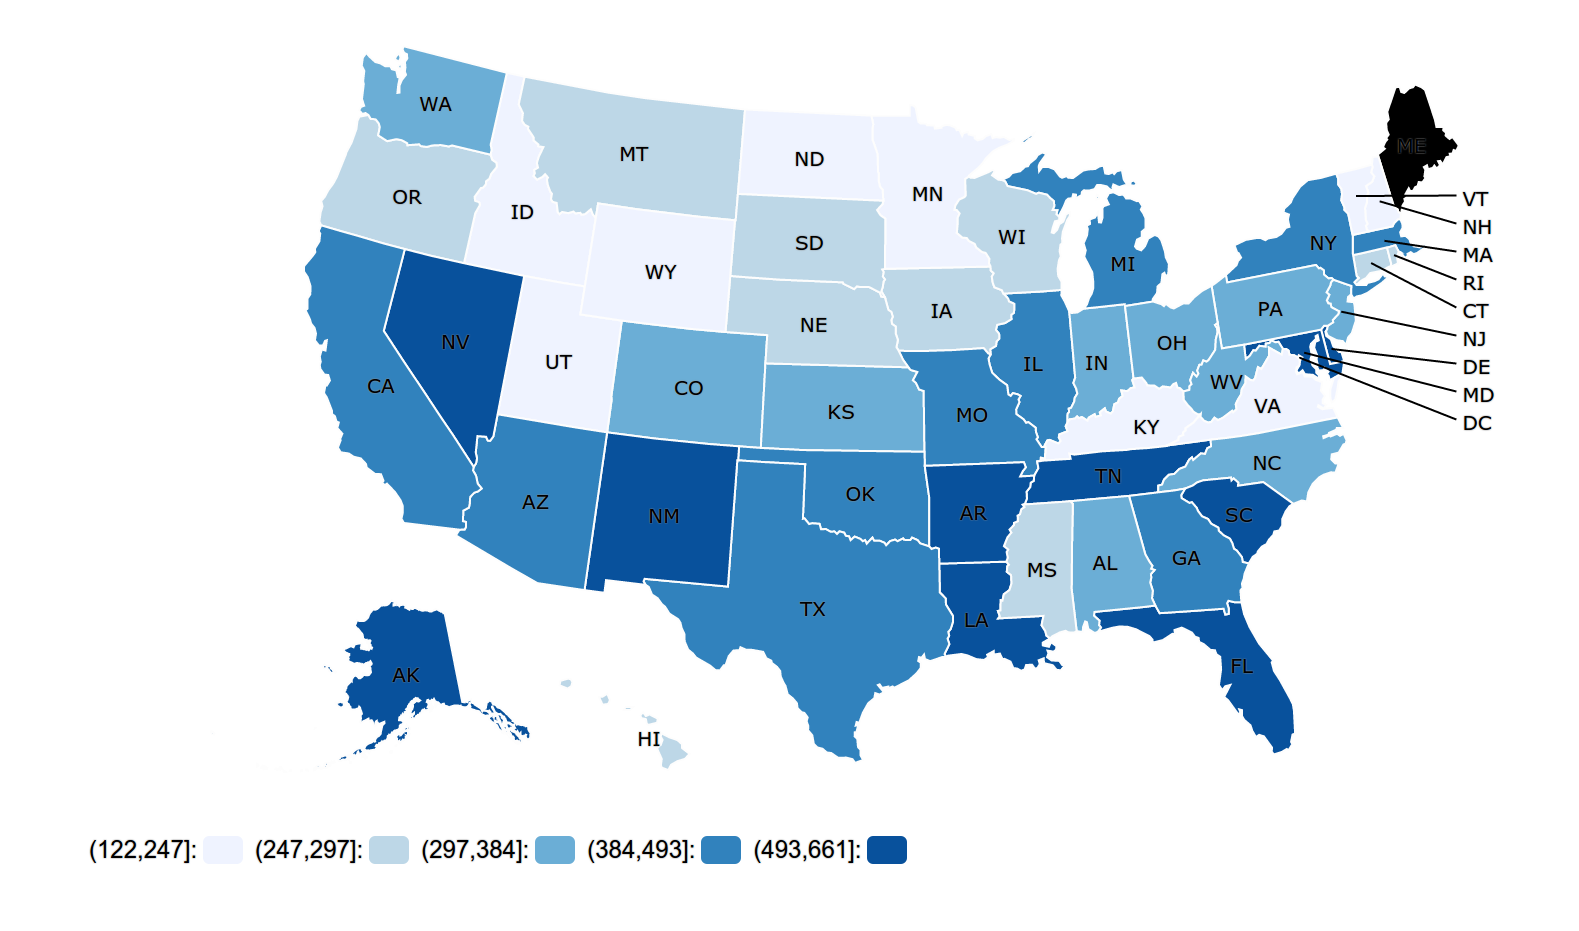 WA
ME
MT
ND
OR
ID
MN
VT
NH
SD
WI
NY
MA
WY
MI
RI
IA
PA
CT
NE
NV
OH
NJ
UT
IN
IL
DE
CO
CA
WV
MD
KS
VA
MO
KY
DC
NC
TN
OK
AZ
NM
AR
SC
GA
MS
AL
TX
LA
FL
AK
HI
(122,247]: (247,297]: (297,384]: (384,493]: (493,661]: